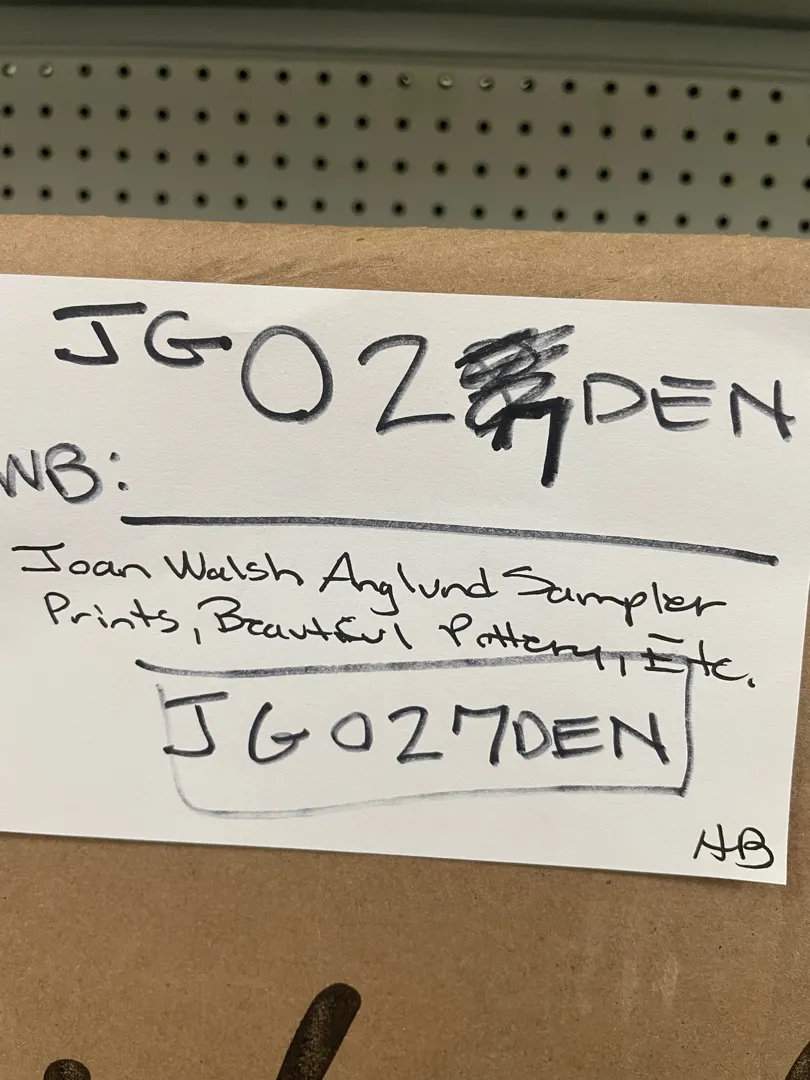 JG027DEN
WB:
Joan Walsh Anglund Sampler
Prints, Beautiful Pottery, Etc.
JG027DEN
HB